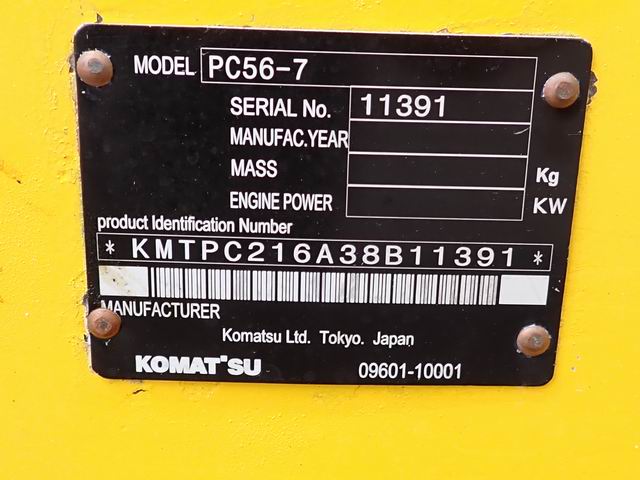 MODEL PC56-7
SERIAL No. 11391
MANUFAC.YEAR
MASS Kg
ENGINE POWER KW
product Identification Number
* KMTPC216A38B11391 *
MANUFACTURER
Komatsu Ltd. Tokyo. Japan
KOMATSU 09601-10001